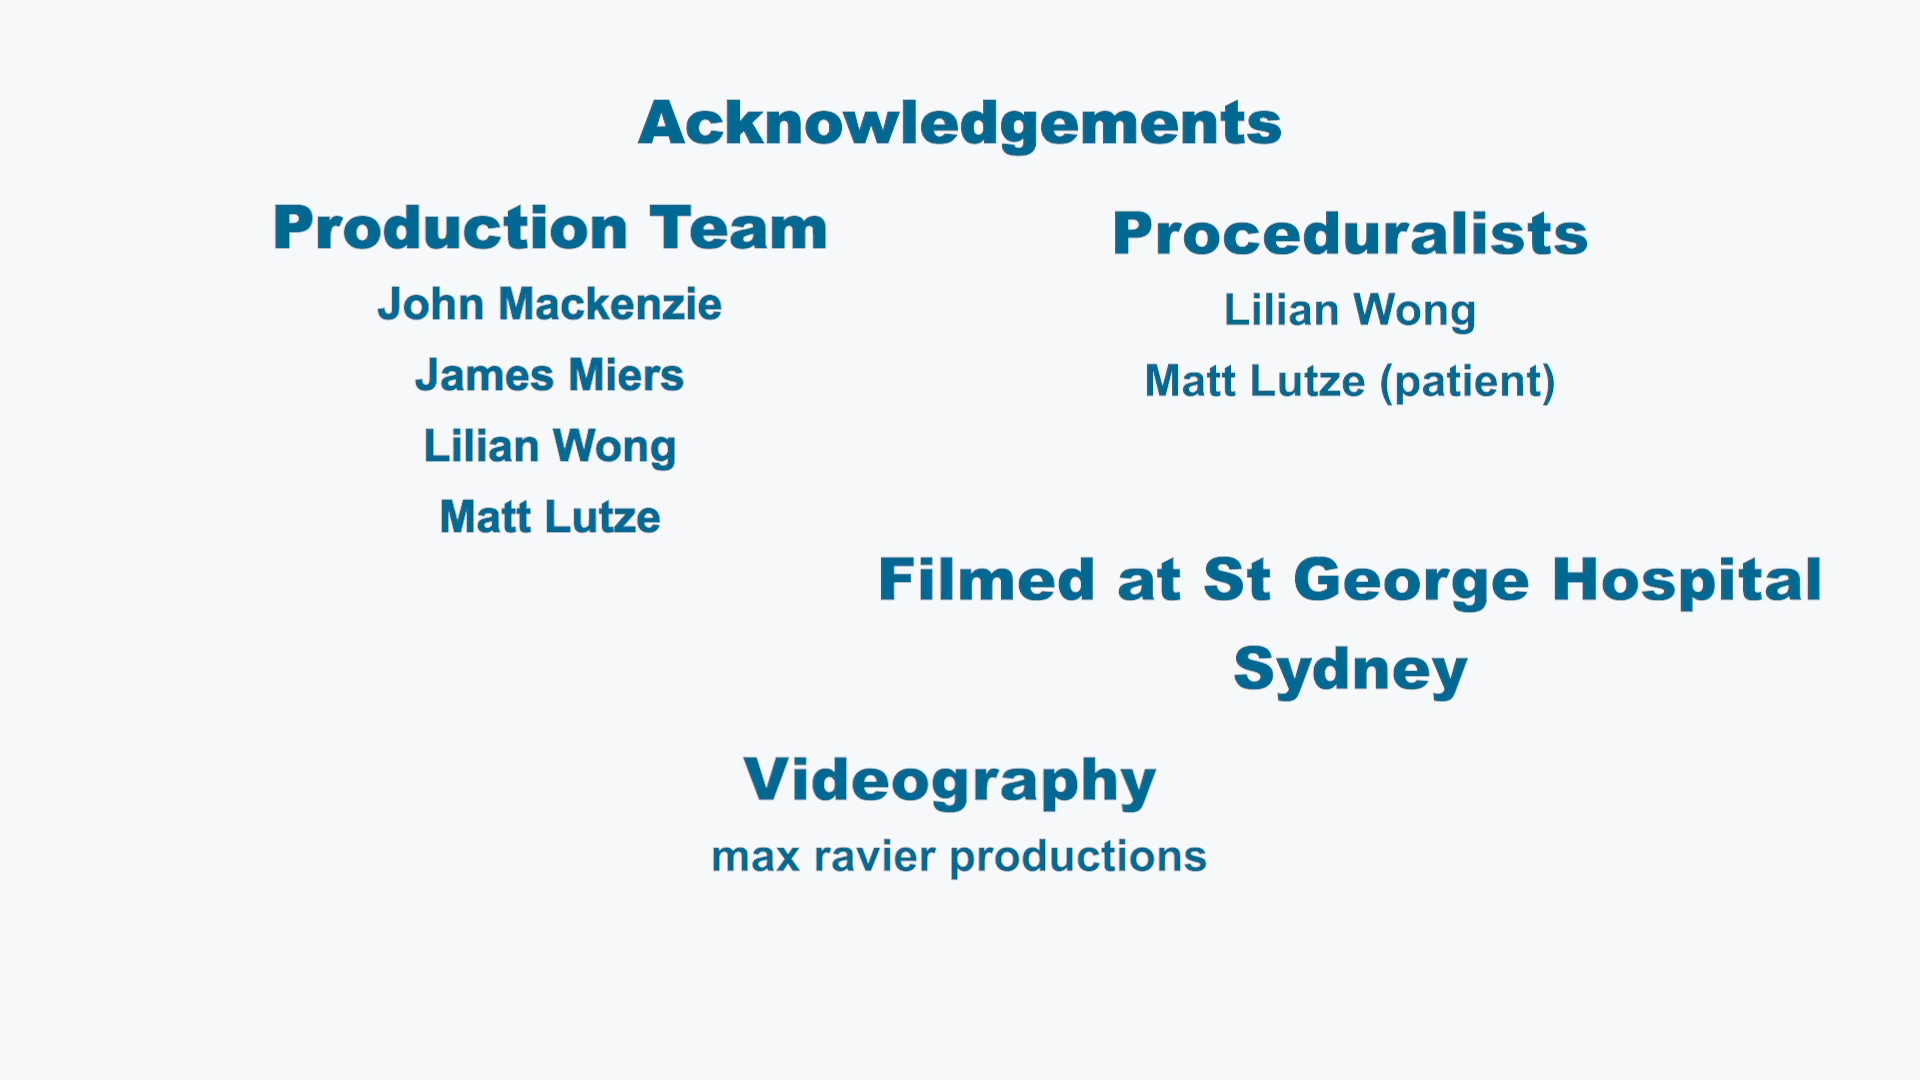 Acknowledgements
Production Team
John Mackenzie
James Miers
Lilian Wong
Matt Lutze
Proceduralists
Lilian Wong
Matt Lutze (patient)
Filmed at St George Hospital
Sydney
Videography
max ravier productions